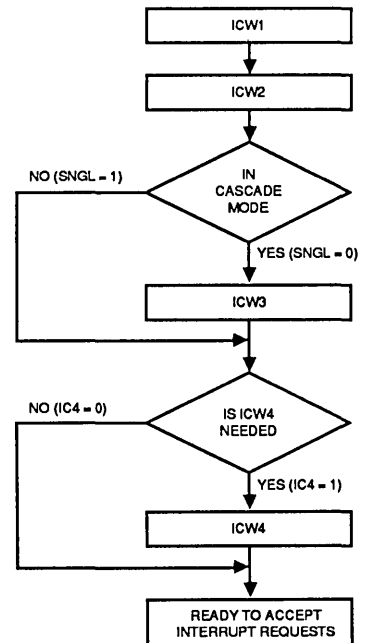 ICW1
ICW2
IN
CASCADE
MODE
NO (SNGL = 1)
YES (SNGL = 0)
ICW3
IS ICW4
NEEDED
NO (IC4 = 0)
YES (IC4 = 1)
ICW4
READY TO ACCEPT
INTERRUPT REQUESTS